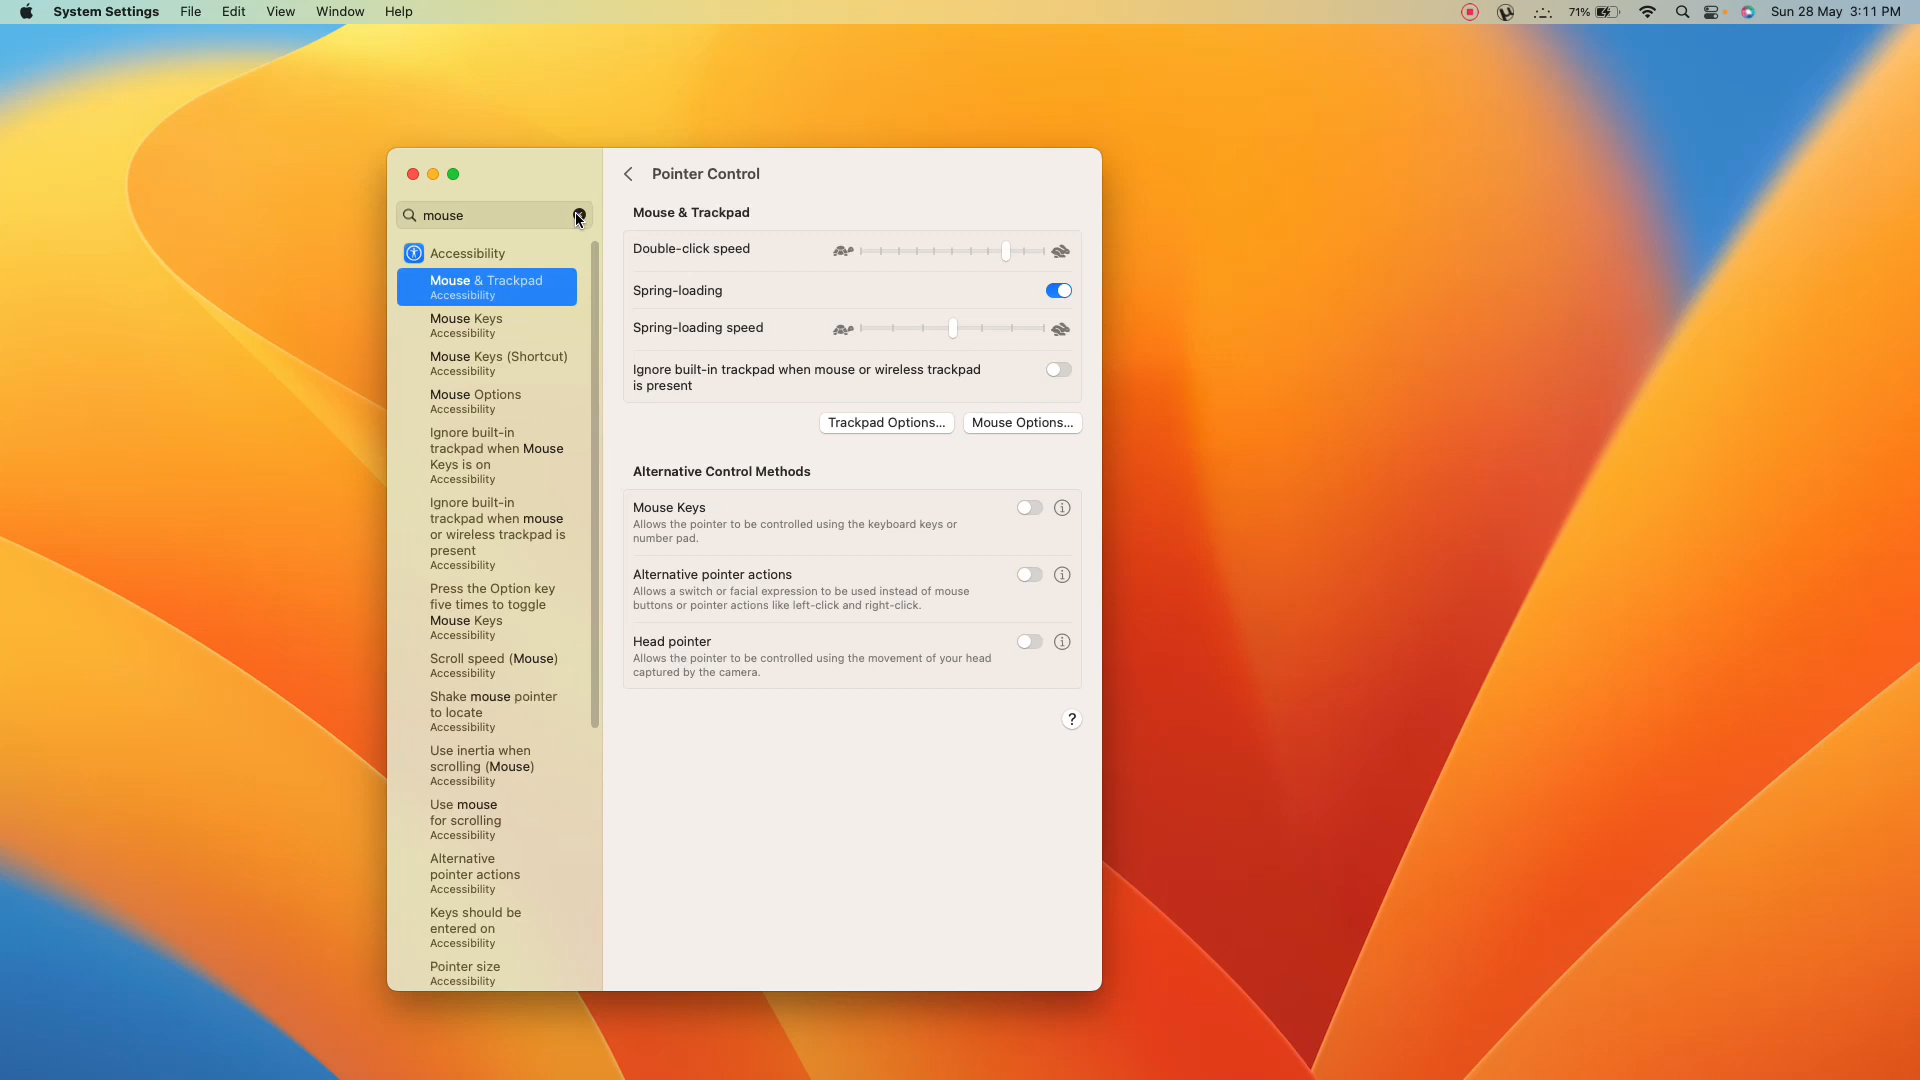 System Settings File Edit View Window Help 71% Sun 28 May 3:11 PM
mouse
Accessibility
Mouse & Trackpad
Accessibility
Mouse Keys
Accessibility
Mouse Keys (Shortcut)
Accessibility
Mouse Options
Accessibility
Ignore built-in
trackpad when Mouse
Keys is on
Accessibility
Ignore built-in
trackpad when mouse
or wireless trackpad is
present
Accessibility
Press the Option key
five times to toggle
Mouse Keys
Accessibility
Scroll speed (Mouse)
Accessibility
Shake mouse pointer
to locate
Accessibility
Use inertia when
scrolling (Mouse)
Accessibility
Use mouse
for scrolling
Accessibility
Alternative
pointer actions
Accessibility
Keys should be
entered on
Accessibility
Pointer size
Accessibility
Pointer Control
Mouse & Trackpad
Double-click speed
Spring-loading
Spring-loading speed
Ignore built-in trackpad when mouse or wireless trackpad
is present
Trackpad Options... Mouse Options...
Alternative Control Methods
Mouse Keys
Allows the pointer to be controlled using the keyboard keys or
number pad.
Alternative pointer actions
Allows a switch or facial expression to be used instead of mouse
buttons or pointer actions like left-click and right-click.
Head pointer
Allows the pointer to be controlled using the movement of your head
captured by the camera.
?